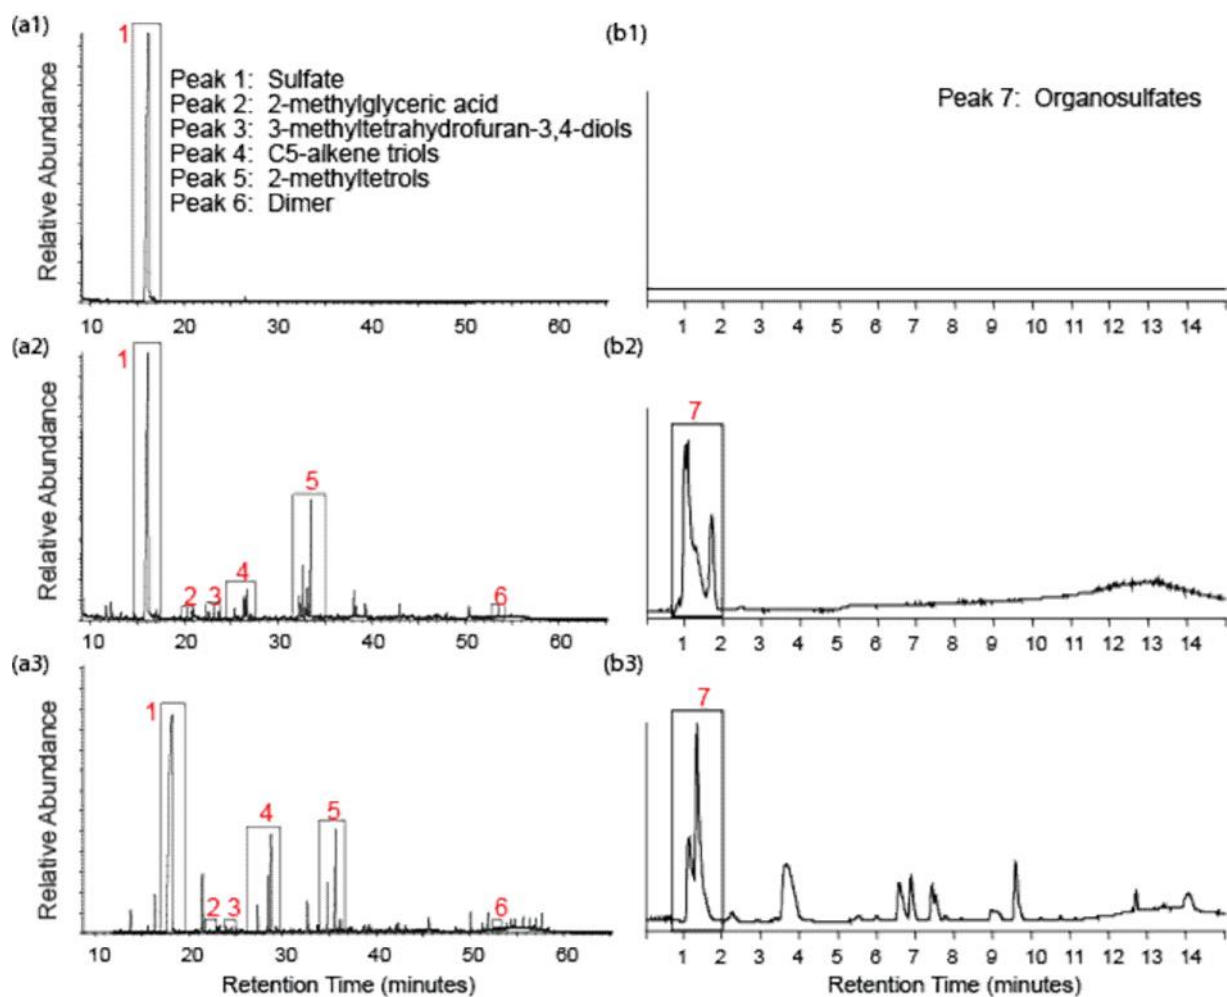 (a1)
1
Peak 1: Sulfate
Peak 2: 2-methylglyceric acid
Peak 3: 3-methyltetrahydrofuran-3,4-diols
Peak 4: C5-alkene triols
Peak 5: 2-methyltetrols
Peak 6: Dimer
Relative Abundance
10 20 30 40 50 60
(b1)
Peak 7: Organosulfates
1 2 3 4 5 6 7 8 9 10 11 12 13 14
(a2)
1
2 3 4 5 6
Relative Abundance
10 20 30 40 50 60
(b2)
7
1 2 3 4 5 6 7 8 9 10 11 12 13 14
(a3)
1
2 3 4 5 6
Relative Abundance
10 20 30 40 50 60
Retention Time (minutes)
(b3)
7
1 2 3 4 5 6 7 8 9 10 11 12 13 14
Retention Time (minutes)